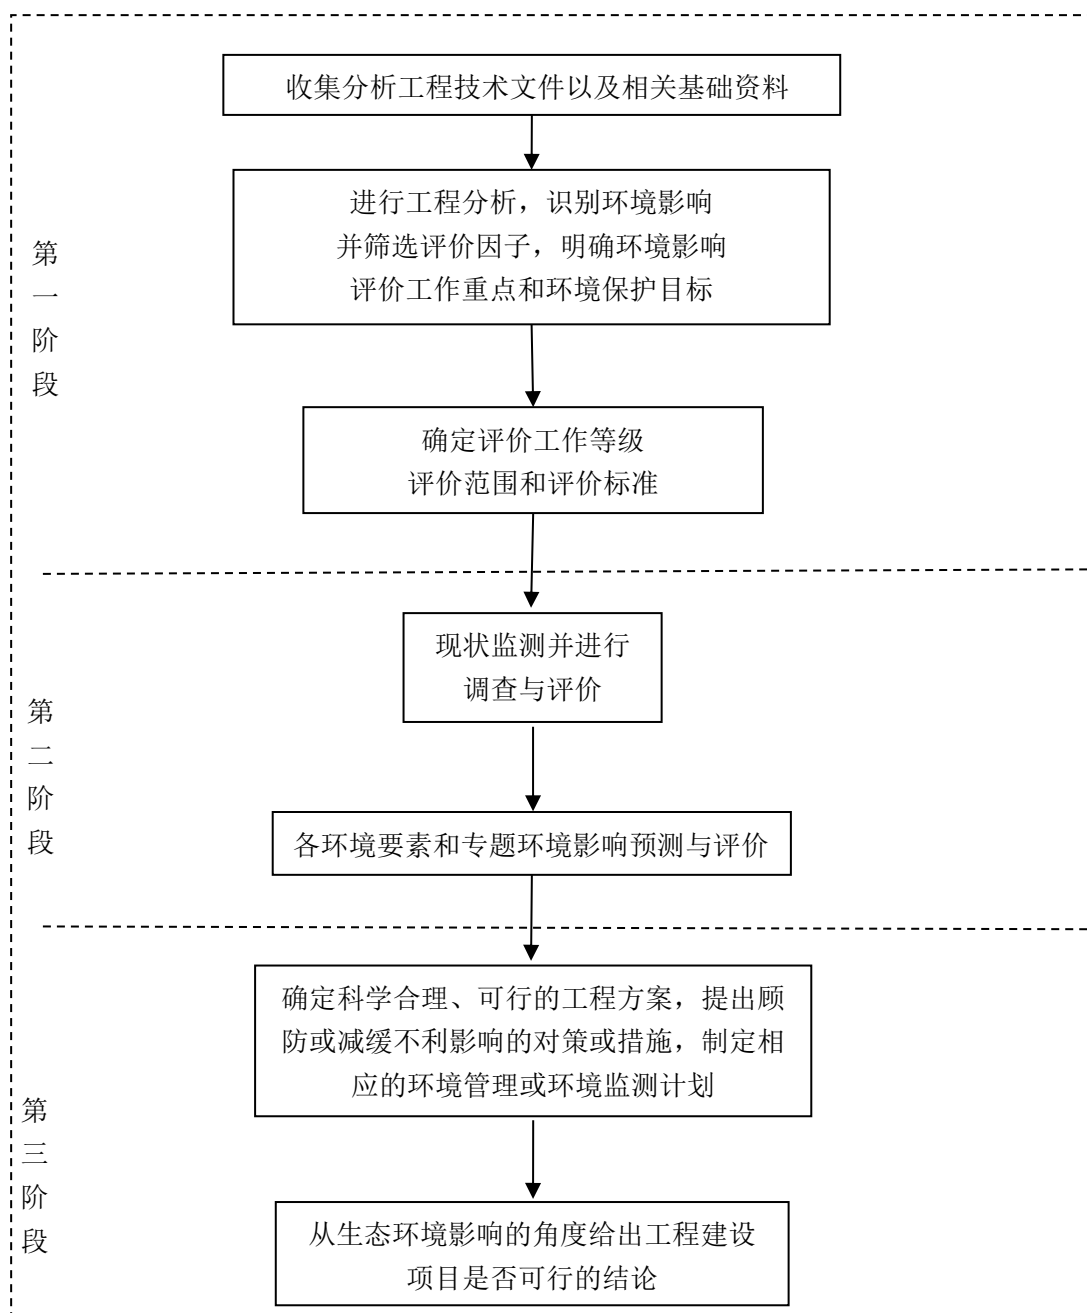 收集分析工程技术文件以及相关基础资料
进行工程分析，识别环境影响
并筛选评价因子，明确环境影响
评价工作重点和环境保护目标
第
一
阶
段
确定评价工作等级
评价范围和评价标准
现状监测并进行
调查与评价
第
二
阶
段
各环境要素和专题环境影响预测与评价
确定科学合理、可行的工程方案，提出顾
防或减缓不利影响的对策或措施，制定相
应的环境管理或环境监测计划
第
三
阶
段
从生态环境影响的角度给出工程建设
项目是否可行的结论